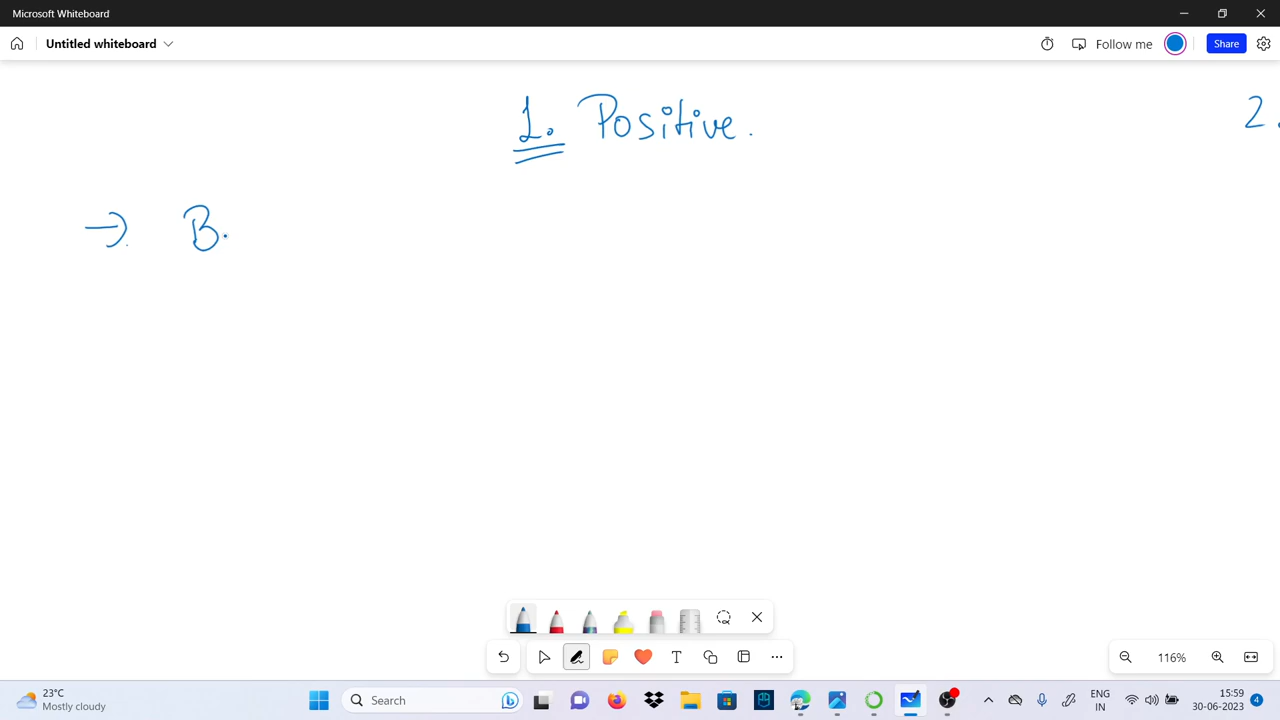 Microsoft Whiteboard
Untitled whiteboard
Follow me
Share
1. Positive.
2.
→ B.
116%
23°C
Mostly cloudy
Search
ENG
IN
15:59
30-06-2023
4